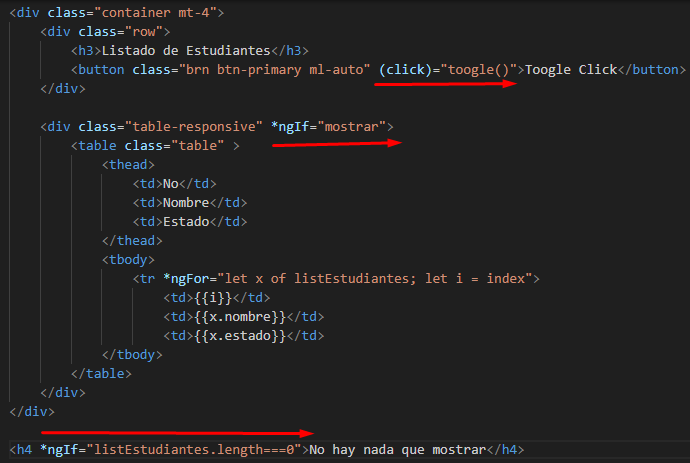 <div class="container mt-4">
<div class="row">
<h3>Listado de Estudiantes</h3>
<button class="brn btn-primary ml-auto" (click)="toogle()">Toogle Click</button>
</div>
<div class="table-responsive" *ngIf="mostrar">
<table class="table" >
<thead>
<td>No</td>
<td>Nombre</td>
<td>Estado</td>
</thead>
<tbody>
<tr *ngFor="let x of listEstudiantes; let i = index">
<td>{{i}}</td>
<td>{{x.nombre}}</td>
<td>{{x.estado}}</td>
</tbody>
</table>
</div>
</div>
<h4 *ngIf="listEstudiantes.length===0">No hay nada que mostrar</h4>